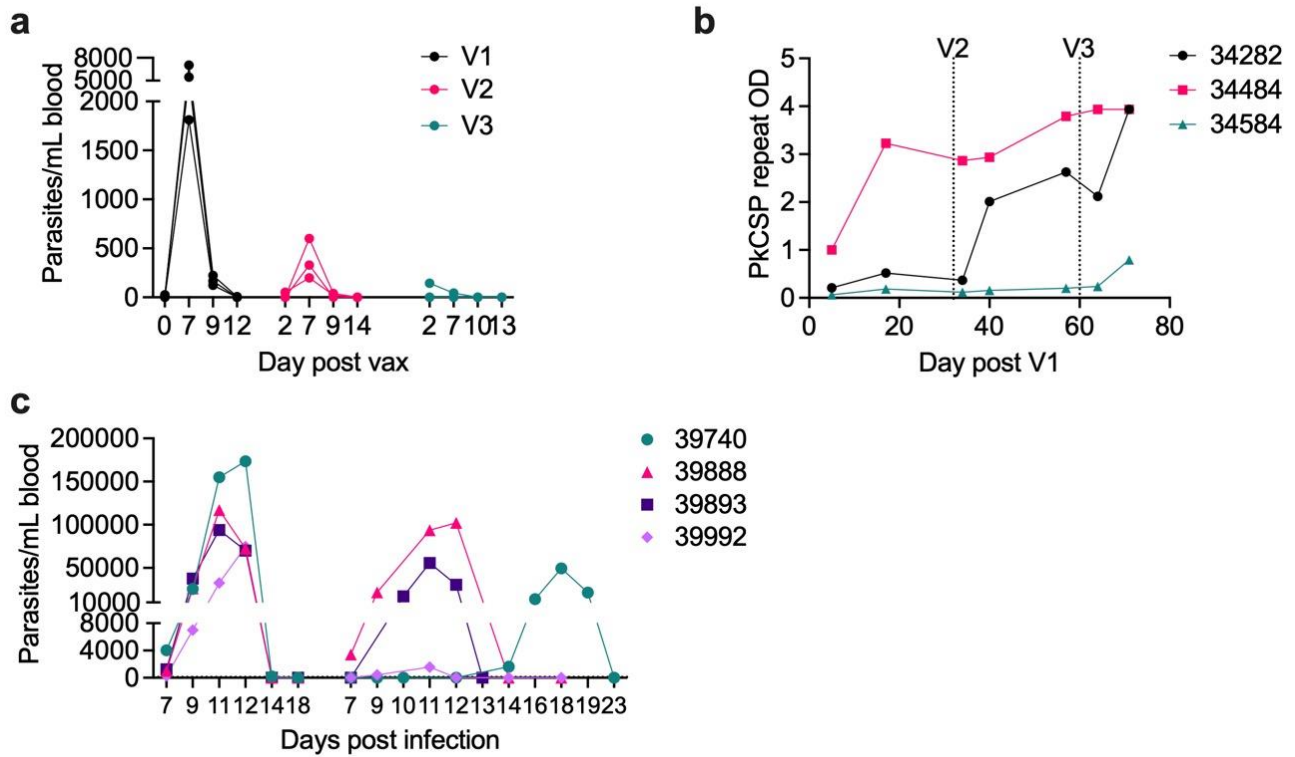 a
Parasites/mL blood
8000
5000
2000
1500
1000
500
0
0 7 9 12 2 7 9 14 2 7 10 13
Day post vax
V1
V2
V3
b
PkCSP repeat OD
V2 V3
5
4
3
2
1
0
0 20 40 60 80
Day post V1
34282
34484
34584
c
Parasites/mL blood
200000
150000
100000
50000
10000
8000
4000
0
7 9 11 12 14 18 7 9 10 11 12 13 14 16 18 19 23
Days post infection
39740
39888
39893
39992